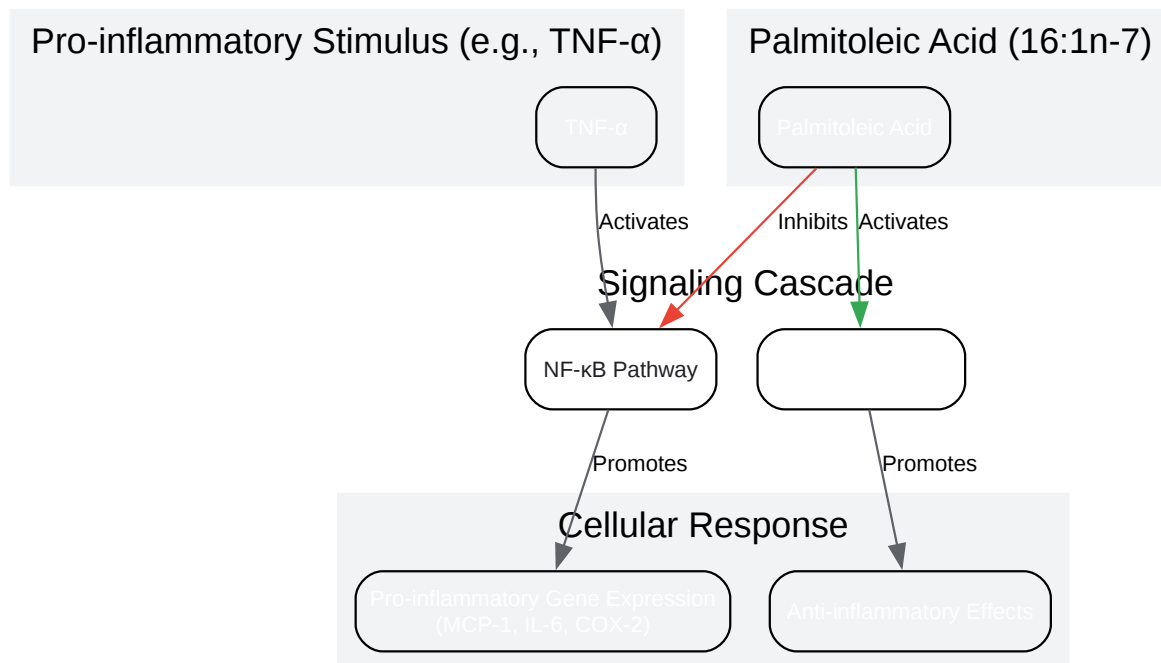 Pro-inflammatory Stimulus (e.g., TNF-α)
Palmitoleic Acid (16:1n-7)
TNF-α
Palmitoleic Acid
Activates
Inhibits
Activates
Signaling Cascade
NF-κB Pathway
Promotes
Promotes
Cellular Response
Pro-inflammatory Gene Expression
(MCP-1, IL-6, COX-2)
Anti-inflammatory Effects